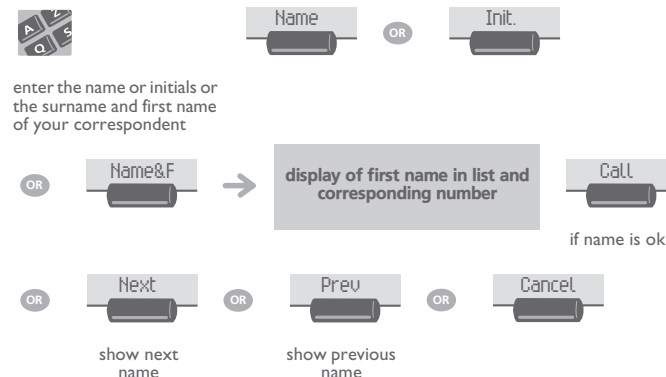 A Z
Q S
Name
OR
Init.
enter the name or initials or
the surname and first name
of your correspondent
OR
Name&F
display of first name in list and
corresponding number
Call
if name is ok
OR
Next
OR
Prev
OR
Cancel
show next
name
show previous
name